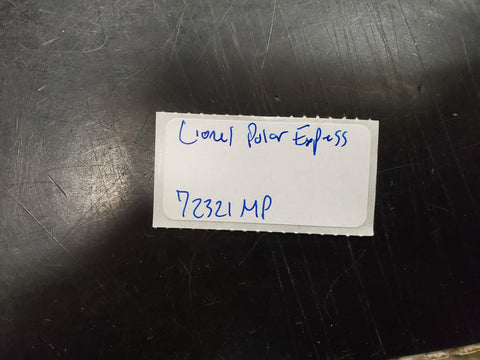 Lionel Polar Express
72321 MP